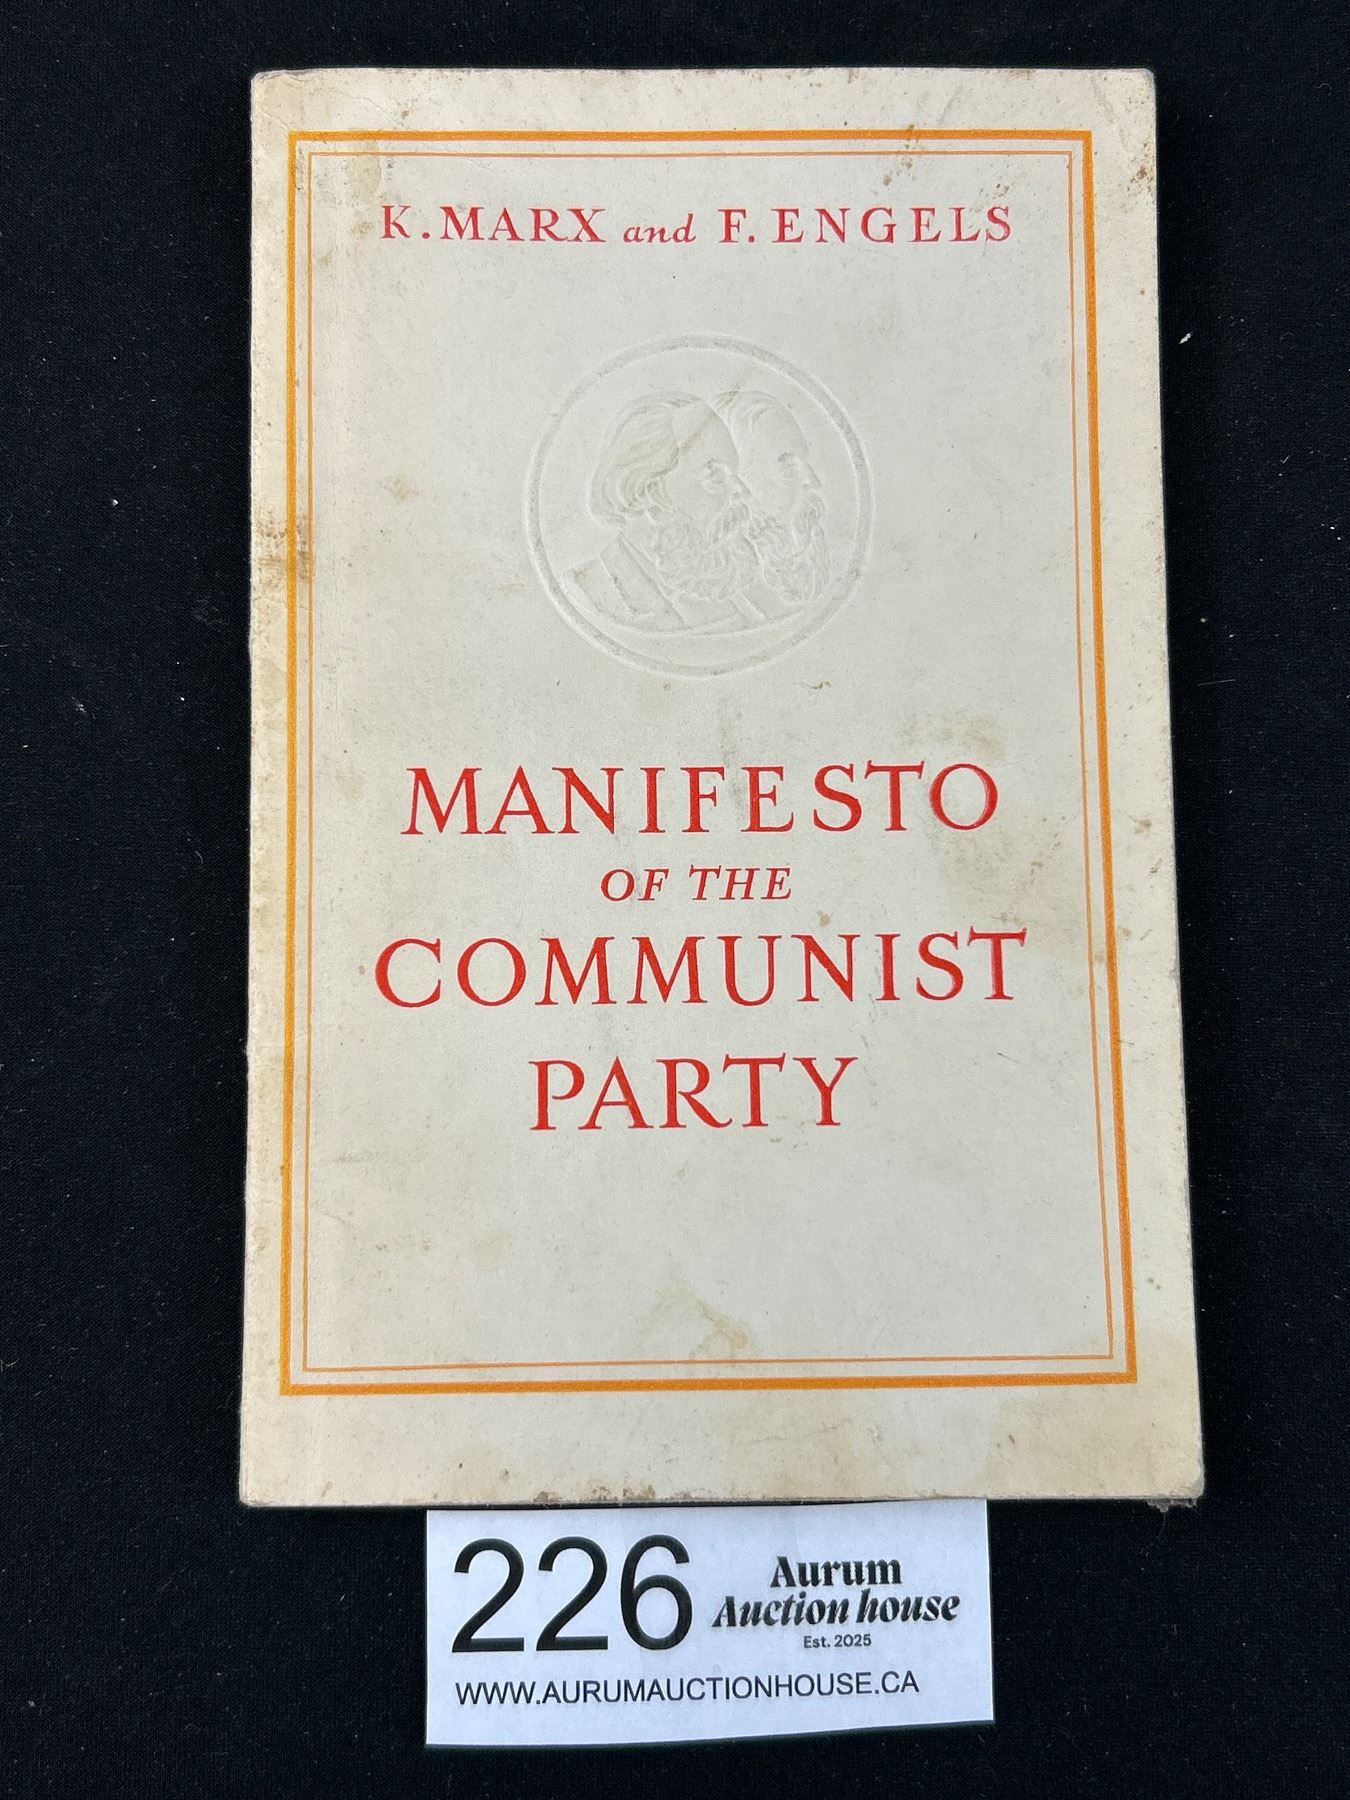 K. MARX and F. ENGELS
MANIFESTO
OF THE
COMMUNIST
PARTY
226
Aurum
Auction house
Est. 2025
WWW.AURUMAUCTIONHOUSE.CA